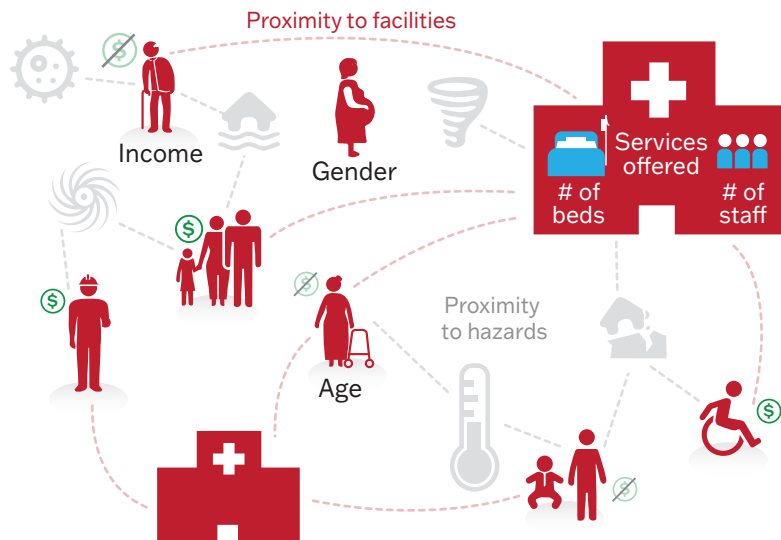 Proximity to facilities
$
Income
Gender
Services
offered
# of
beds
# of
staff
$
$
$
Proximity
to hazards
Age
$
$